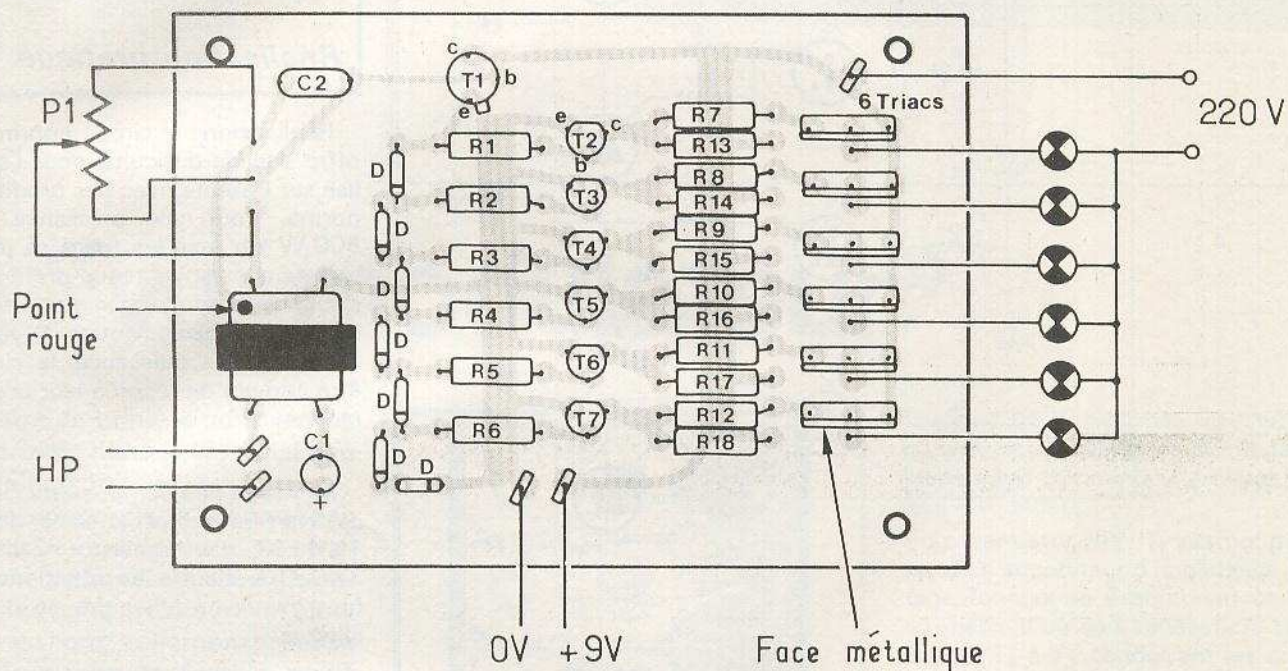 P1
C2
c
T1
b
e
6 Triacs
220 V
R1
e
T2
c
b
R7
R13
D
R2
T3
R8
R14
D
R3
T4
R9
R15
D
R4
T5
R10
R16
Point
rouge
D
R5
T6
R11
R17
D
R6
T7
R12
R18
HP
C1
+
D
D
0V
+9V
Face métallique